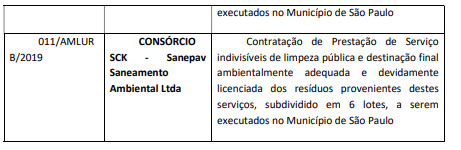 executados no Município de São Paulo
011/AMLUR
B/2019
CONSÓRCIO
SCK - Sanepav
Saneamento
Ambiental Ltda
Contratação de Prestação de Serviço
indivisíveis de limpeza pública e destinação final
ambientalmente adequada e devidamente
licenciada dos resíduos provenientes destes
serviços, subdividido em 6 lotes, a serem
executados no Município de São Paulo